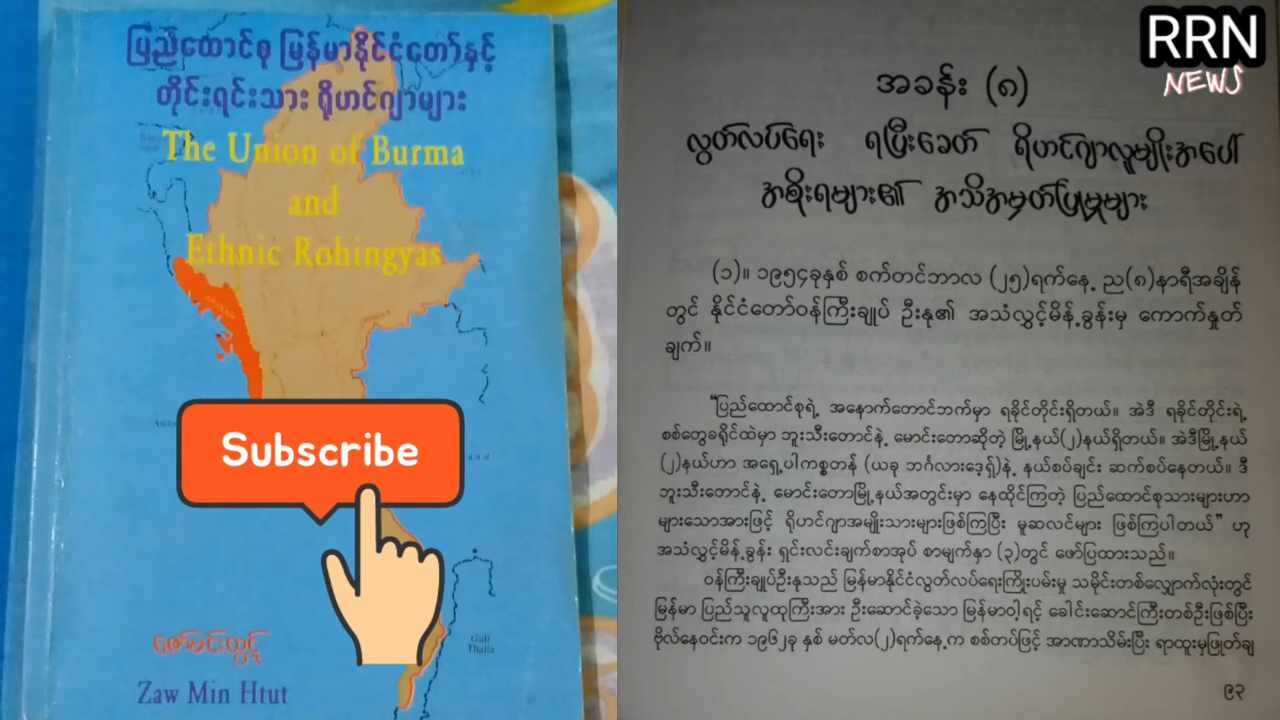 ပြည်ထောင်စု မြန်မာနိုင်ငံတော်နှင့်
တိုင်းရင်းသား ရိုဟင်ဂျာများ
The Union of Burma
and
Ethnic Rohingyas
Subscribe
ဇော်မင်းထွဋ်
Zaw Min Htut
Gulf
Thailla
RRN
NEWS
အခန်း (၈)
လွတ်လပ်ရေး ရပြီးခေတ် ရိုဟင်ဂျာလူမျိုးအပေါ်
အစိုးရများ၏ အသိအမှတ်ပြုမှုများ
(၁)။ ၁၉၅၄ခုနှစ် စက်တင်ဘာလ (၂၅)ရက်နေ့ ည(၈)နာရီအချိန်
တွင် နိုင်ငံတော်ဝန်ကြီးချုပ် ဦးနု၏ အသံလွှင့်မိန့်ခွန်းမှ ကောက်နှုတ်
ချက်။
"ပြည်ထောင်စုရဲ့ အနောက်တောင်ဘက်မှာ ရခိုင်တိုင်းရှိတယ်။ အဲဒီ ရခိုင်တိုင်းရဲ့
စစ်တွေခရိုင်ထဲမှာ ဘူးသီးတောင်နဲ့ မောင်းတောဆိုတဲ့ မြို့နယ်(၂)နယ်ရှိတယ်။ အဲဒီမြို့နယ်
(၂)နယ်ဟာ အရှေ့ပါကစ္စတန် (ယခု ဘင်္ဂလားဒေ့ရှ်)နဲ့ နယ်စပ်ချင်း ဆက်စပ်နေတယ်။ ဒီ
ဘူးသီးတောင်နဲ့ မောင်းတောမြို့နယ်အတွင်းမှာ နေထိုင်ကြတဲ့ ပြည်ထောင်စုသားများဟာ
များသောအားဖြင့် ရိုဟင်ဂျာအမျိုးသားများဖြစ်ကြပြီး မူဆလင်များ ဖြစ်ကြပါတယ်" ဟု
အသံလွှင့်မိန့်ခွန်း ရှင်းလင်းချက်စာအုပ် စာမျက်နှာ (၃)တွင် ဖော်ပြထားသည်။
ဝန်ကြီးချုပ်ဦးနုသည် မြန်မာနိုင်ငံလွတ်လပ်ရေးကြိုးပမ်းမှု သမိုင်းတစ်လျှောက်လုံးတွင်
မြန်မာ ပြည်သူလူထုကြီးအား ဦးဆောင်ခဲ့သော မြန်မာဝါ့ရင့် ခေါင်းဆောင်ကြီးတစ်ဦးဖြစ်ပြီး
ဗိုလ်နေဝင်းက ၁၉၆၂ခု နှစ် မတ်လ(၂)ရက်နေ့က စစ်တပ်ဖြင့် အာဏာသိမ်းပြီး ရာထူးမှဖြုတ်ချ
၉၃